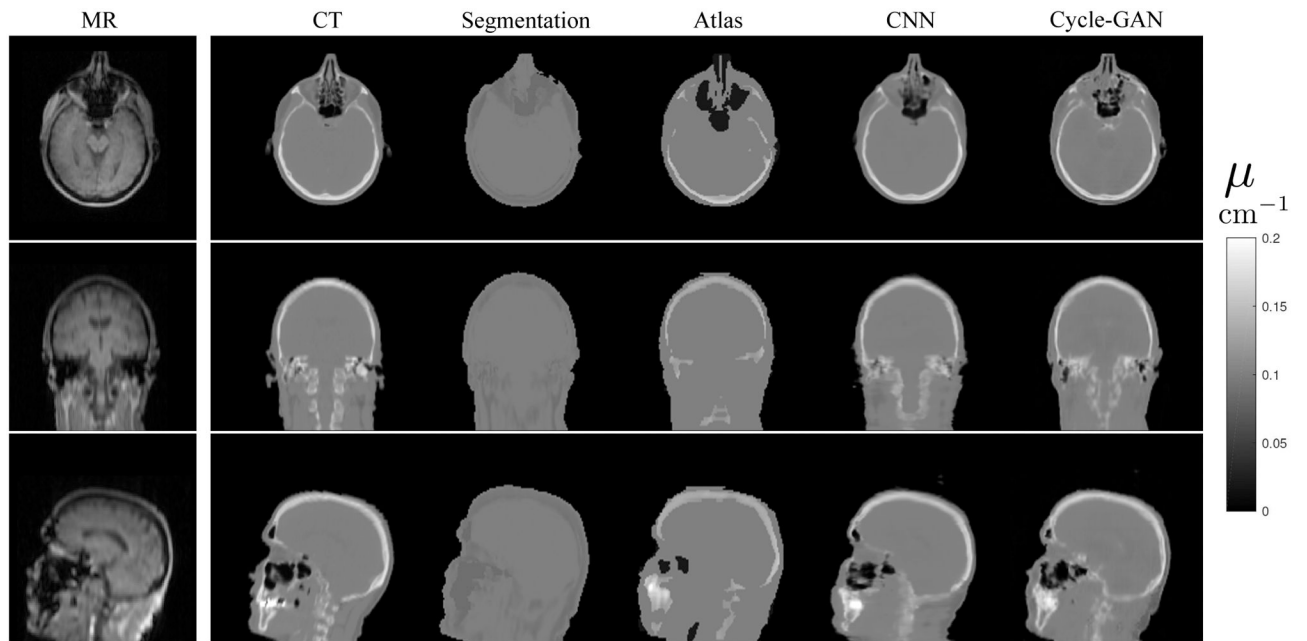 MR CT Segmentation Atlas CNN Cycle-GAN
μ
cm⁻¹
0.2
0.15
0.1
0.05
0